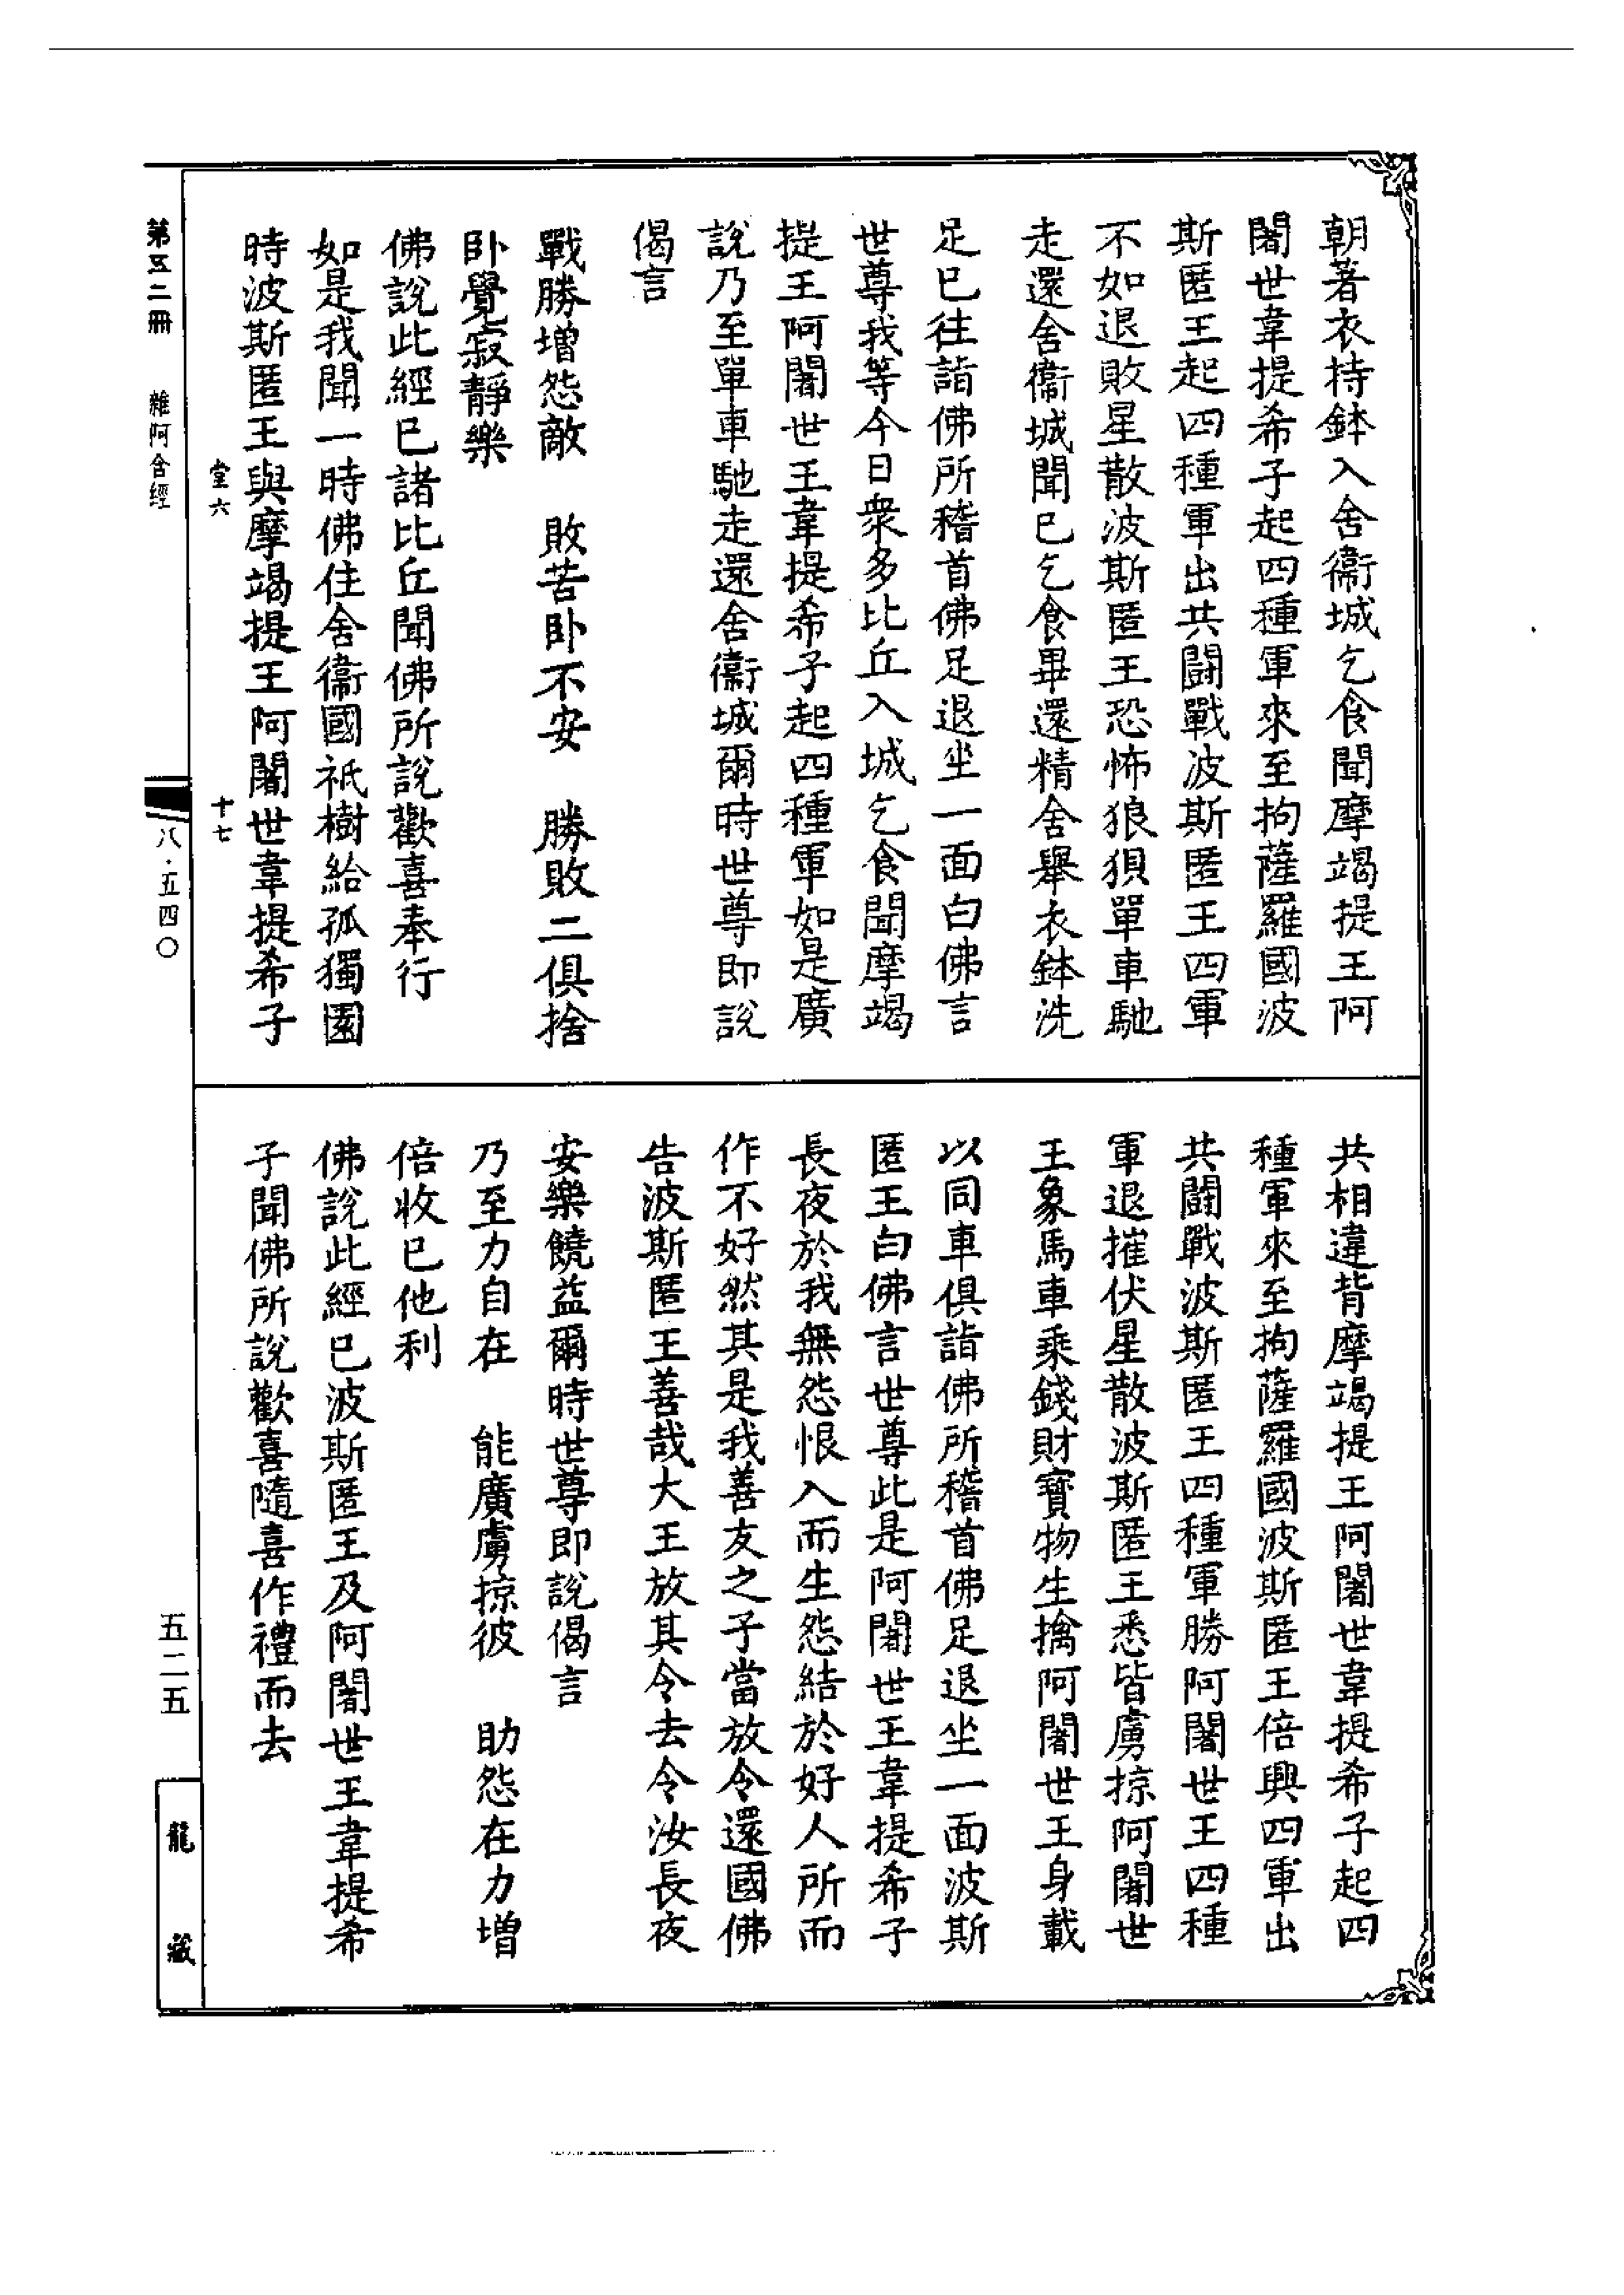 朝著衣持鉢入舍衞城乞食聞摩竭提王阿
闍世韋提希子起四種軍來至拘薩羅國波
斯匿王起四種軍出共鬪戰波斯匿王四軍
不如退敗星散波斯匿王恐怖狼狽單車馳
走還舍衞城聞已乞食畢還精舍舉衣鉢洗
足已往詣佛所稽首佛足退坐一面白佛言
世尊我等今日衆多比丘入城乞食聞摩竭
提王阿闍世王韋提希子起四種軍如是廣
說乃至單車馳走還舍衞城爾時世尊即說
偈言
戰勝增怨敵　敗苦卧不安　勝敗二俱捨
卧覺寂靜樂
佛說此經已諸比丘聞佛所說歡喜奉行
如是我聞一時佛住舍衞國祇樹給孤獨園
時波斯匿王與摩竭提王阿闍世韋提希子
堂六　十七
共相違背摩竭提王阿闍世韋提希子起四
種軍來至拘薩羅國波斯匿王倍興四軍出
共鬪戰波斯匿王四種軍勝阿闍世王四種
軍退摧伏星散波斯匿王悉皆虜掠阿闍世
王象馬車乘錢財寶物生擒阿闍世王身載
以同車俱詣佛所稽首佛足退坐一面波斯
匿王白佛言世尊此是阿闍世王韋提希子
長夜於我無怨恨入而生怨結於好人所而
作不好然其是我善友之子當放令還國佛
告波斯匿王善哉大王放其令去令汝長夜
安樂饒益爾時世尊即說偈言
乃至力自在　能廣虜掠彼　助怨在力增
倍收已他利
佛說此經已波斯匿王及阿闍世王韋提希
子聞佛所說歡喜隨喜作禮而去
第五二冊　雜阿含經　八·五四〇　五二五　龍藏